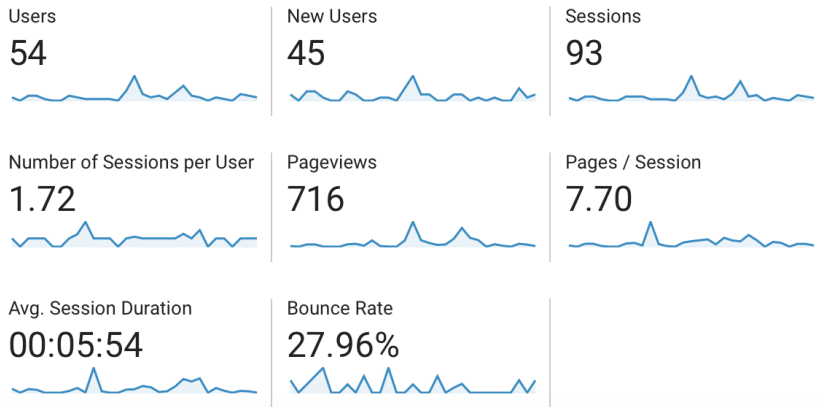 Users
54
New Users
45
Sessions
93
Number of Sessions per User
1.72
Pageviews
716
Pages / Session
7.70
Avg. Session Duration
00:05:54
Bounce Rate
27.96%